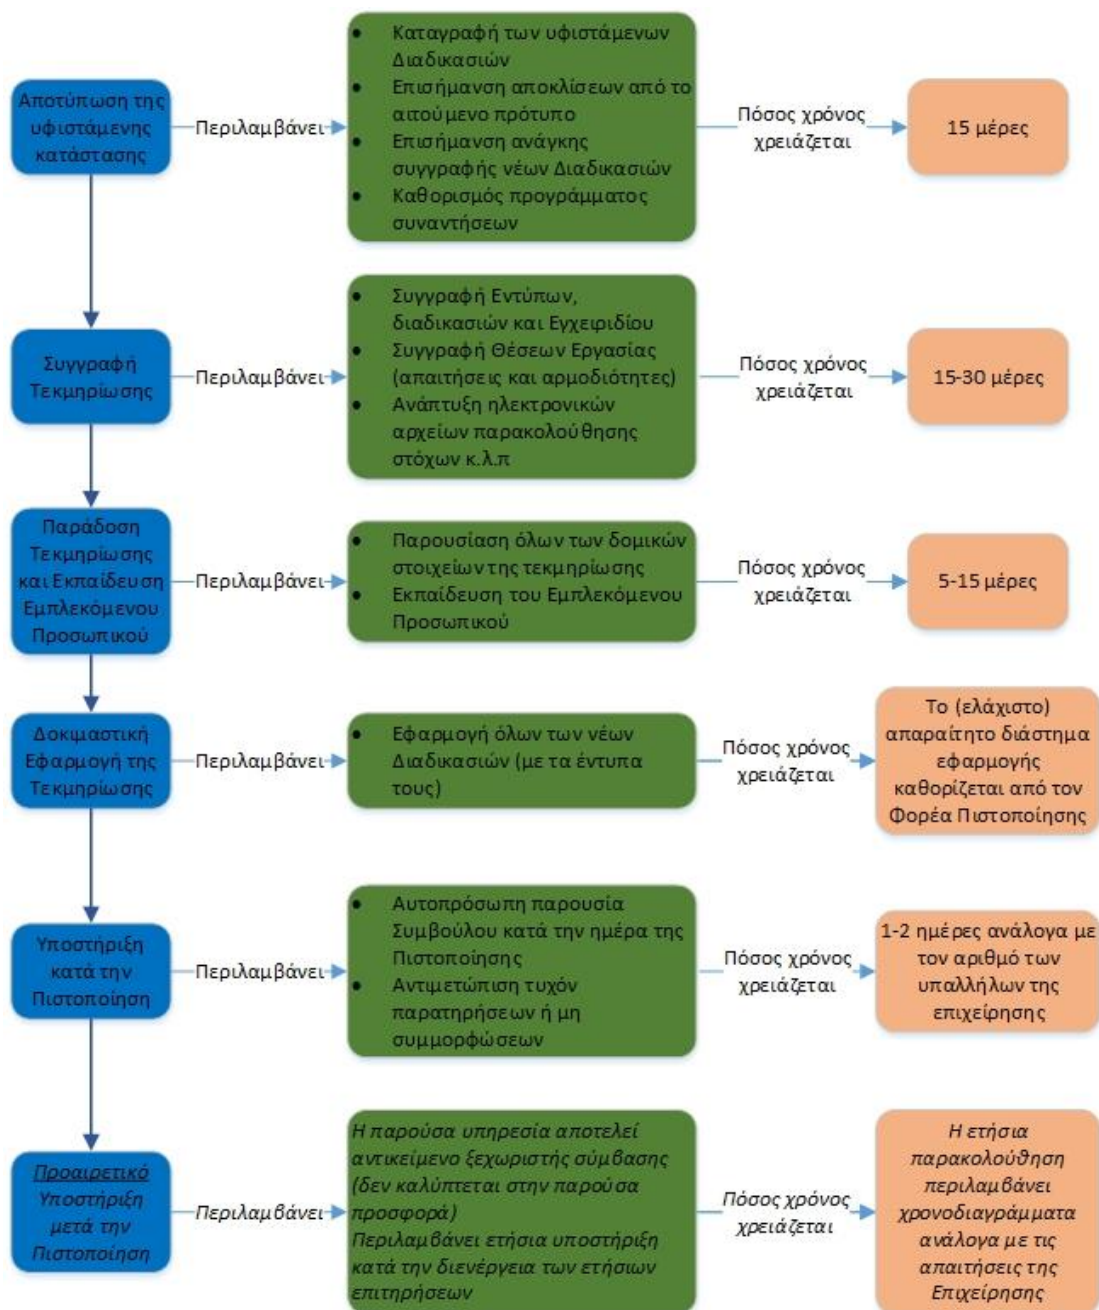 Αποτύπωση της
υφιστάμενης
κατάστασης
Περιλαμβάνει
• Καταγραφή των υφιστάμενων
Διαδικασιών
• Επισήμανση αποκλίσεων από το
αιτούμενο πρότυπο
• Επισήμανση ανάγκης
συγγραφής νέων Διαδικασιών
• Καθορισμός προγράμματος
συναντήσεων
Πόσος χρόνος
χρειάζεται
15 μέρες
Συγγραφή
Τεκμηρίωσης
Περιλαμβάνει
• Συγγραφή Εντύπων,
διαδικασιών και Εγχειριδίου
• Συγγραφή Θέσεων Εργασίας
(απαιτήσεις και αρμοδιότητες)
• Ανάπτυξη ηλεκτρονικών
αρχείων παρακολούθησης
στόχων κ.λ.π
Πόσος χρόνος
χρειάζεται
15-30 μέρες
Παράδοση
Τεκμηρίωσης
και Εκπαίδευση
Εμπλεκόμενου
Προσωπικού
Περιλαμβάνει
• Παρουσίαση όλων των δομικών
στοιχείων της τεκμηρίωσης
• Εκπαίδευση του Εμπλεκόμενου
Προσωπικού
Πόσος χρόνος
χρειάζεται
5-15 μέρες
Δοκιμαστική
Εφαρμογή της
Τεκμηρίωσης
Περιλαμβάνει
• Εφαρμογή όλων των νέων
Διαδικασιών (με τα έντυπα
τους)
Πόσος χρόνος
χρειάζεται
Το (ελάχιστο)
απαραίτητο διάστημα
εφαρμογής
καθορίζεται από τον
Φορέα Πιστοποίησης
Υποστήριξη
κατά την
Πιστοποίηση
Περιλαμβάνει
• Αυτοπρόσωπη παρουσία
Συμβούλου κατά την ημέρα της
Πιστοποίησης
• Αντιμετώπιση τυχόν
παρατηρήσεων ή μη
συμμορφώσεων
Πόσος χρόνος
χρειάζεται
1-2 ημέρες ανάλογα με
τον αριθμό των
υπαλλήλων της
επιχείρησης
Προαιρετικό
Υποστήριξη
μετά την
Πιστοποίηση
Περιλαμβάνει
Η παρούσα υπηρεσία αποτελεί
αντικείμενο ξεχωριστής σύμβασης
(δεν καλύπτεται στην παρούσα
προσφορά)
Περιλαμβάνει ετήσια υποστήριξη
κατά την διενέργεια των ετήσιων
επιτηρήσεων
Πόσος χρόνος
χρειάζεται
Η ετήσια
παρακολούθηση
περιλαμβάνει
χρονοδιαγράμματα
ανάλογα με τις
απαιτήσεις της
Επιχείρησης